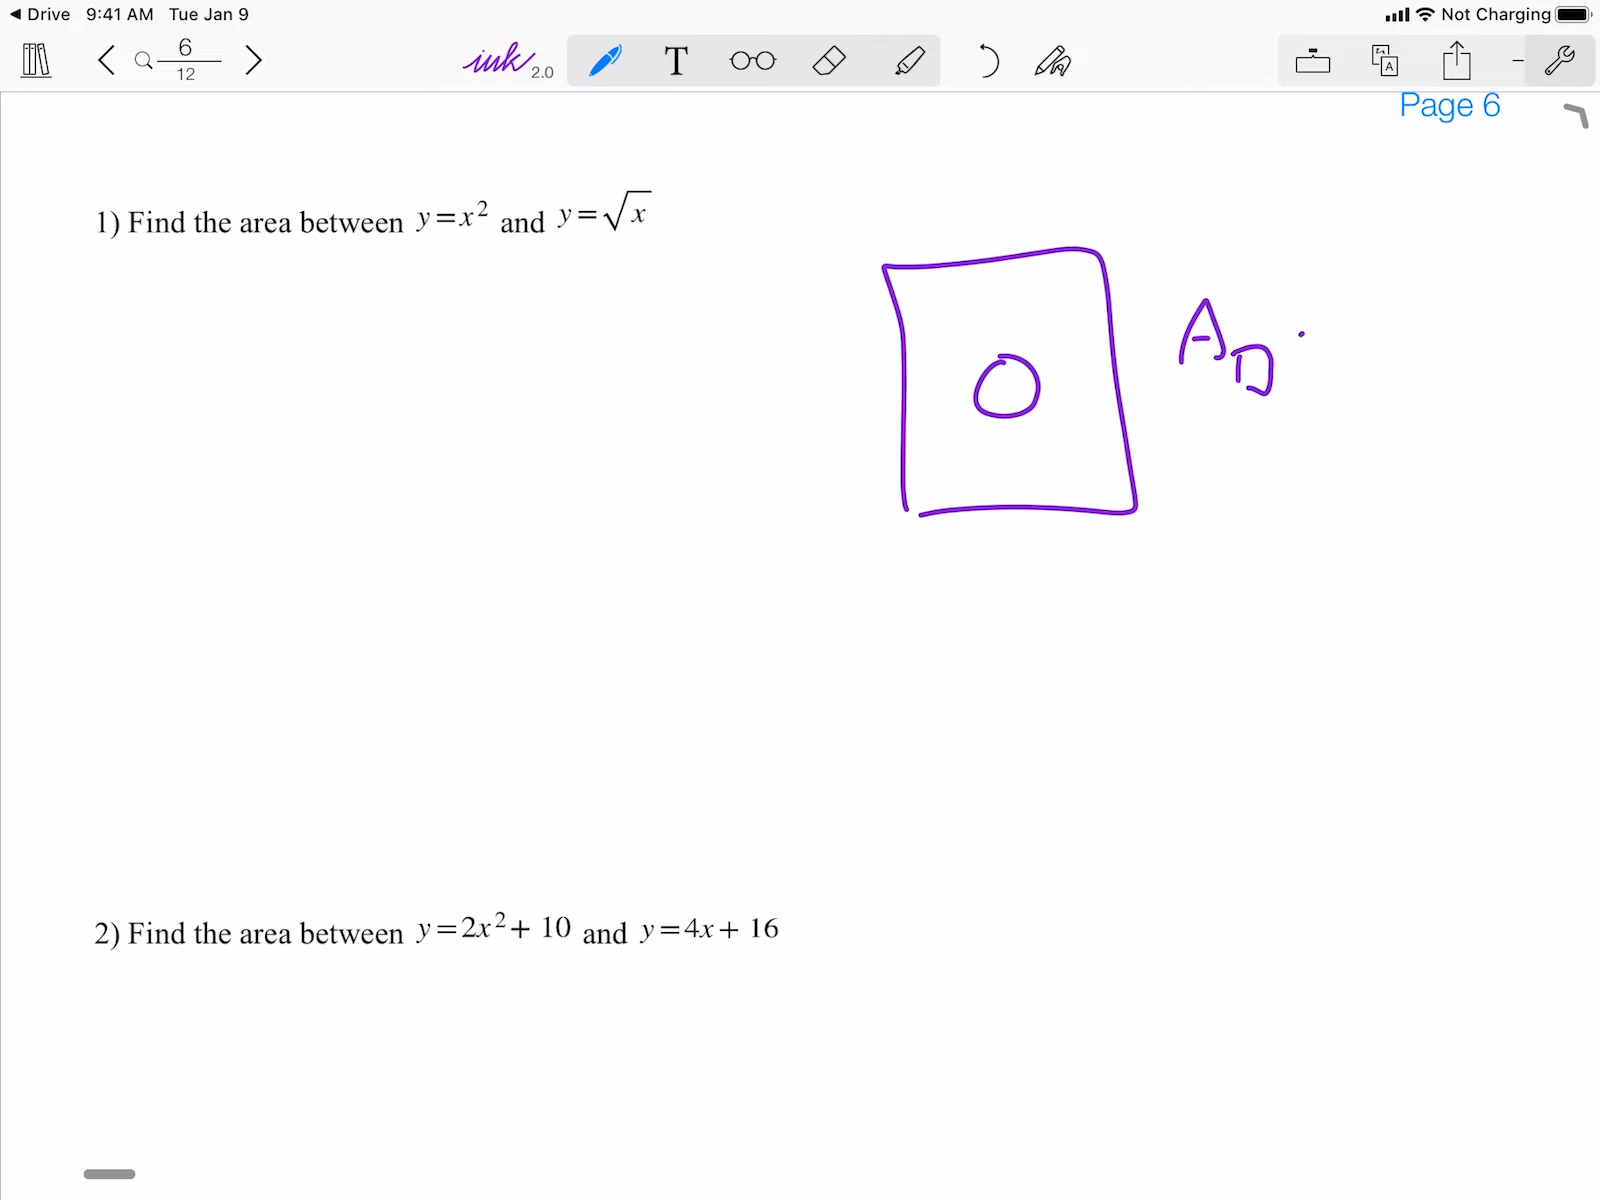 Drive 9:41 AM Tue Jan 9 Not Charging
6
12
ink 2.0 T A
Page 6
1) Find the area between y=x² and y=√x
A
2) Find the area between y=2x²+ 10 and y=4x+ 16